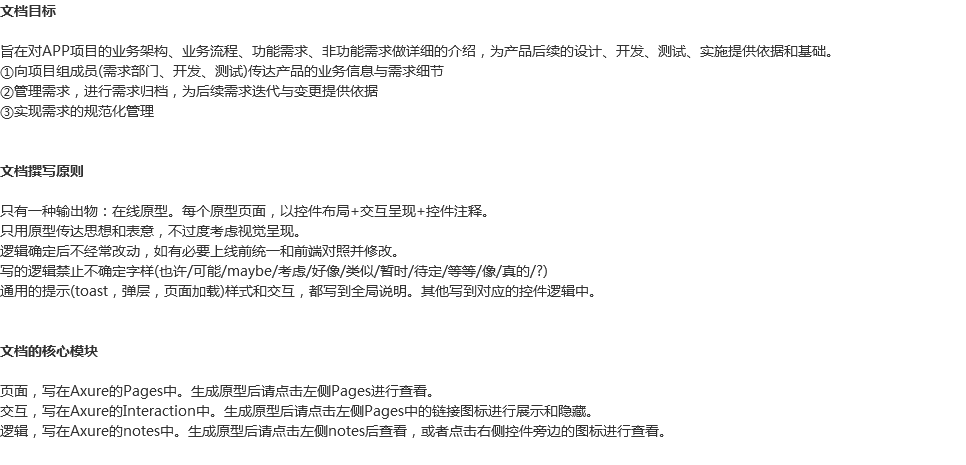 文档目标
旨在对APP项目的业务架构、业务流程、功能需求、非功能需求做详细的介绍，为产品后续的设计、开发、测试、实施提供依据和基础。
①向项目组成员(需求部门、开发、测试)传达产品的业务信息与需求细节
②管理需求，进行需求归档，为后续需求迭代与变更提供依据
③实现需求的规范化管理
文档撰写原则
只有一种输出物：在线原型。每个原型页面，以控件布局+交互呈现+控件注释。
只用原型传达思想和表意，不过度考虑视觉呈现。
逻辑确定后不经常改动，如有必要上线前统一和前端对照并修改。
写的逻辑禁止不确定字样(也许/可能/maybe/考虑/好像/类似/暂时/待定/等等/像/真的/?)
通用的提示(toast，弹层，页面加载)样式和交互，都写到全局说明。其他写到对应的控件逻辑中。
文档的核心模块
页面，写在Axure的Pages中。生成原型后请点击左侧Pages进行查看。
交互，写在Axure的Interaction中。生成原型后请点击左侧Pages中的链接图标进行展示和隐藏。
逻辑，写在Axure的notes中。生成原型后请点击左侧notes后查看，或者点击右侧控件旁边的图标进行查看。